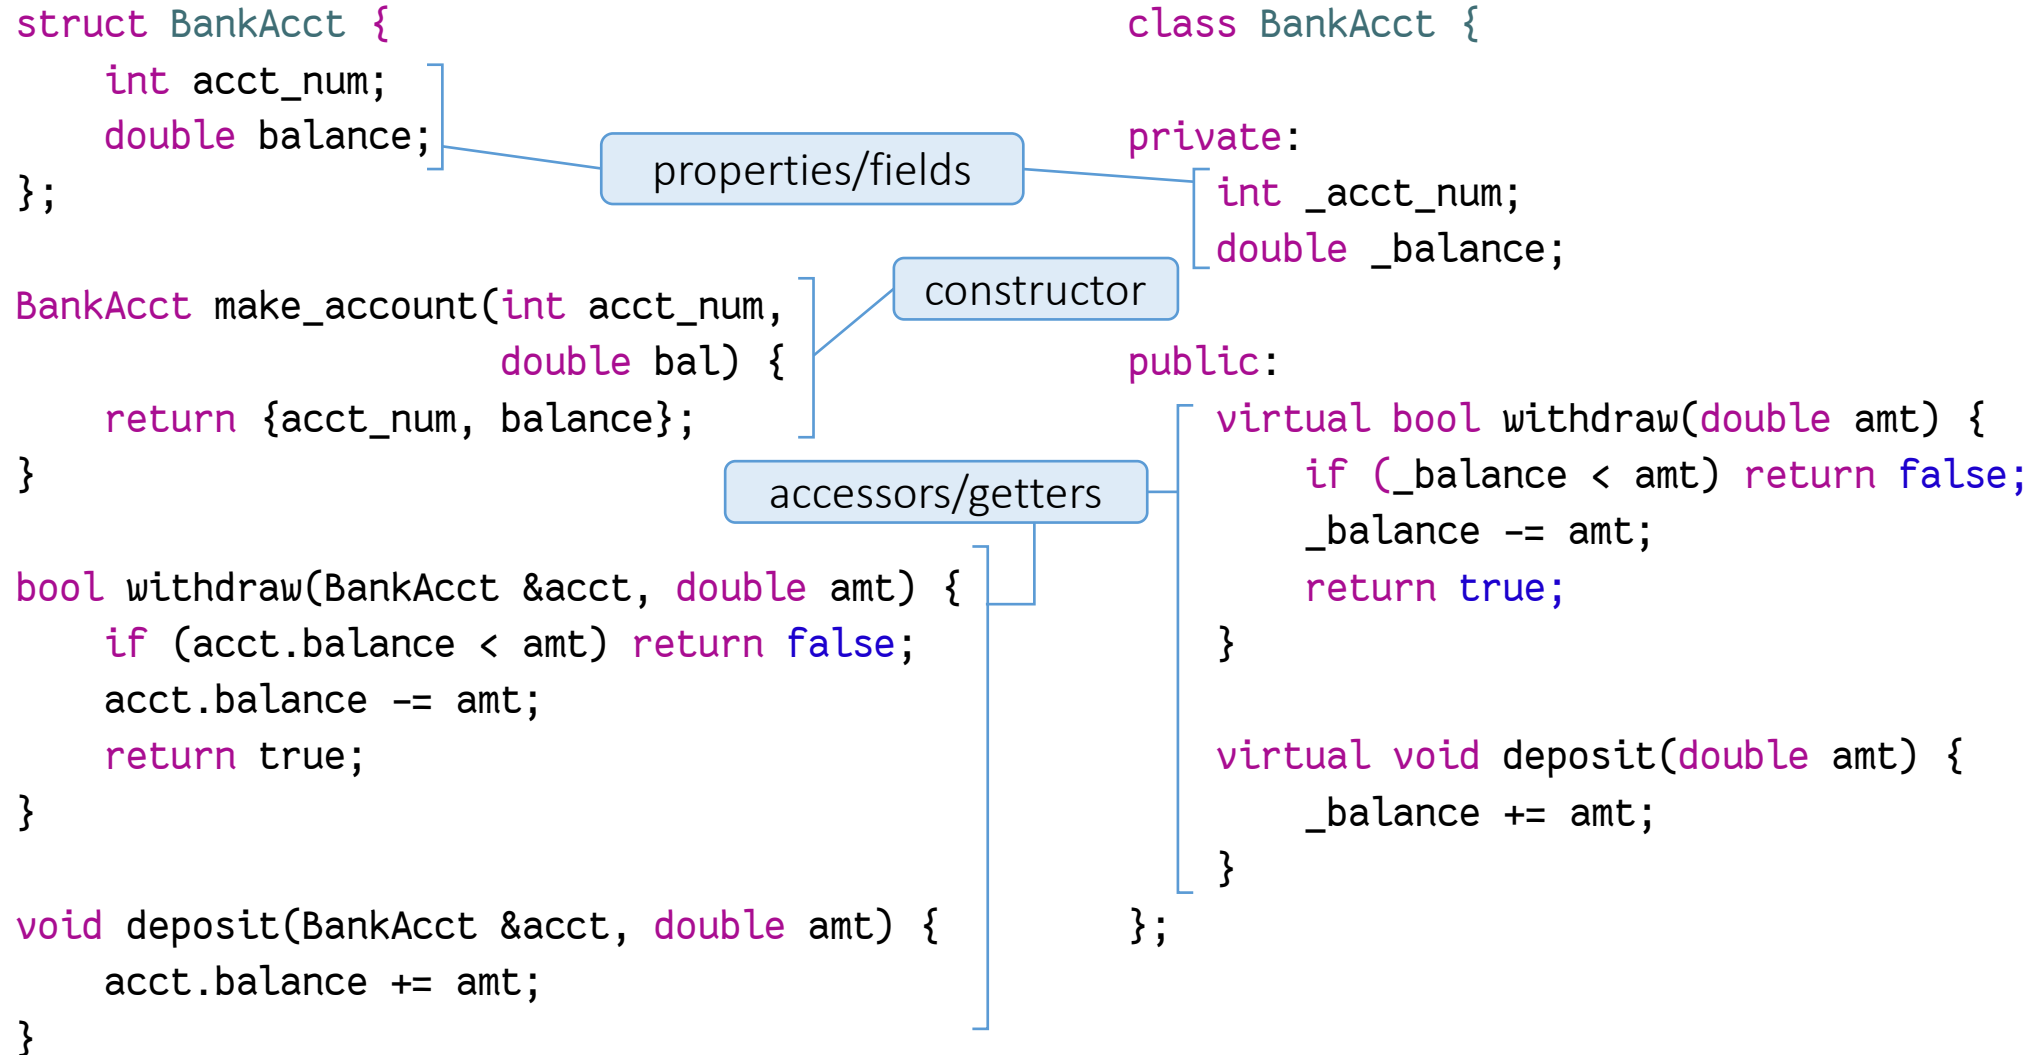 struct BankAcct {
int acct_num;
double balance;
};
BankAcct make_account(int acct_num,
double bal) {
return {acct_num, balance};
}
bool withdraw(BankAcct &acct, double amt) {
if (acct.balance < amt) return false;
acct.balance -= amt;
return true;
}
void deposit(BankAcct &acct, double amt) {
acct.balance += amt;
}
properties/fields
constructor
accessors/getters
class BankAcct {
private:
int _acct_num;
double _balance;
public:
virtual bool withdraw(double amt) {
if (_balance < amt) return false;
_balance -= amt;
return true;
}
virtual void deposit(double amt) {
_balance += amt;
}
};